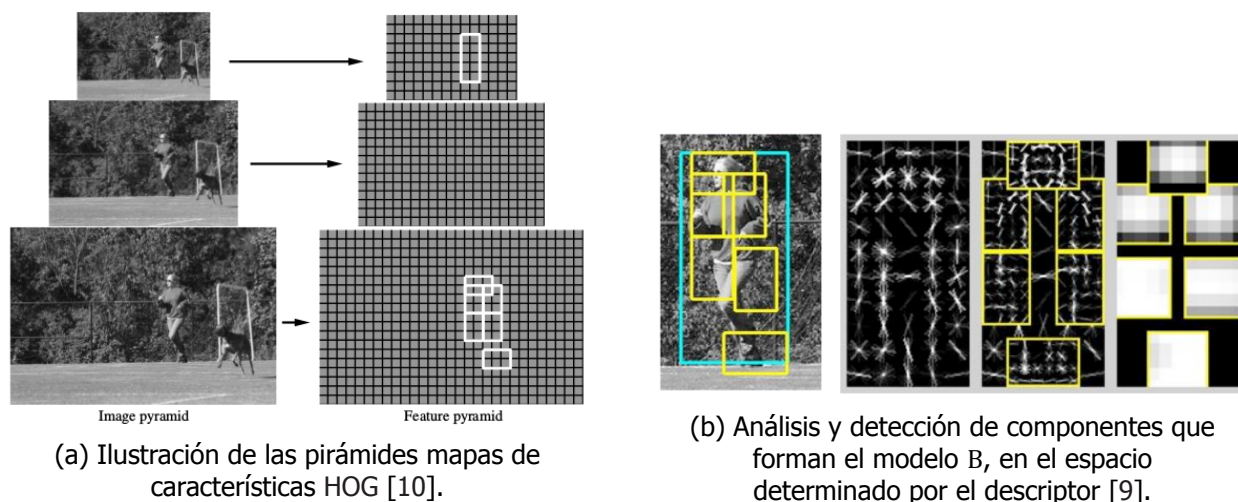 Image pyramid
Feature pyramid
(a) Ilustración de las pirámides mapas de
características HOG [10].
(b) Análisis y detección de componentes que
forman el modelo B, en el espacio
determinado por el descriptor [9].